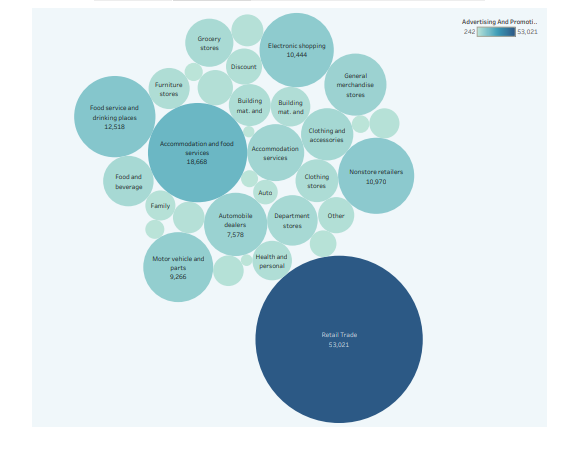 Advertising And Promoti..
242
53,021
Grocery
stores
Electronic shopping
10,444
Discount
General
merchandise
stores
Furniture
stores
Building
mat. and
Building
mat. and
Food service and
drinking places
12,518
Clothing and
accessories
Accommodation and food
services
18,668
Accommodation
services
Food and
beverage
Clothing
stores
Nonstore retailers
10,970
Auto
Family
Automobile
dealers
7,578
Department
stores
Other
Motor vehicle and
parts
9,266
Health and
personal
Retail Trade
53,021